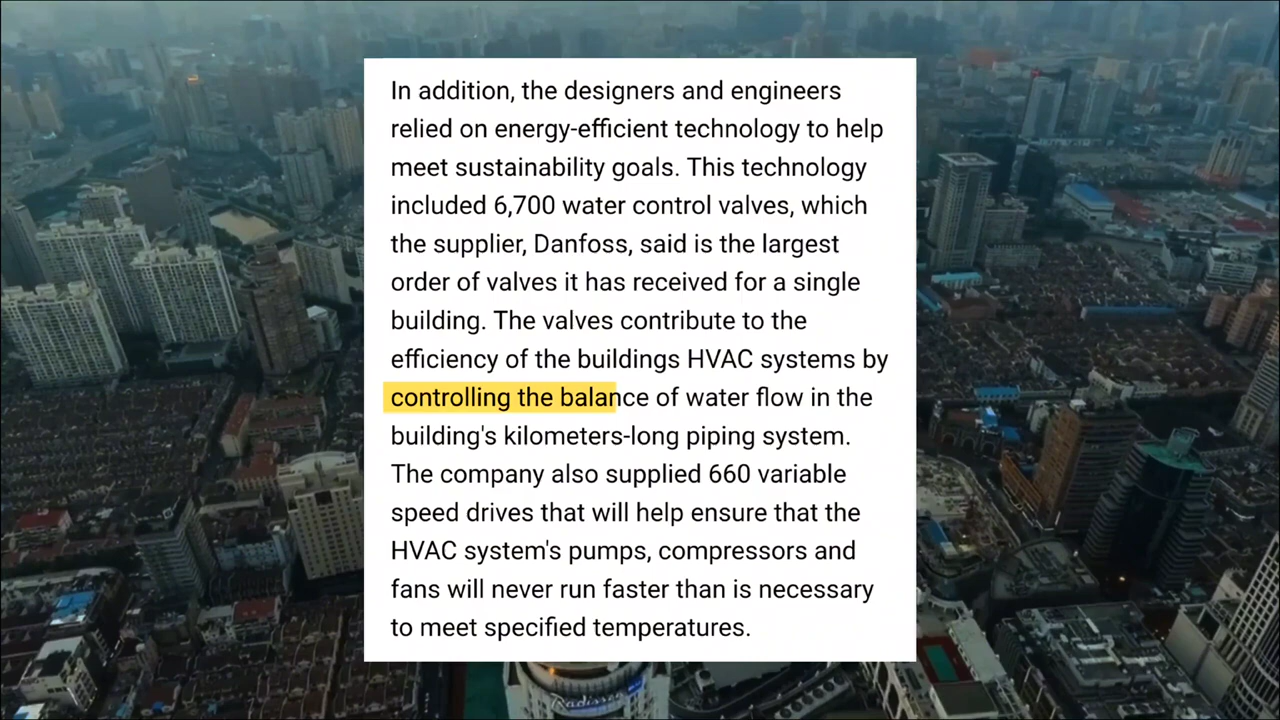 In addition, the designers and engineers
relied on energy-efficient technology to help
meet sustainability goals. This technology
included 6,700 water control valves, which
the supplier, Danfoss, said is the largest
order of valves it has received for a single
building. The valves contribute to the
efficiency of the buildings HVAC systems by
controlling the balance of water flow in the
building's kilometers-long piping system.
The company also supplied 660 variable
speed drives that will help ensure that the
HVAC system's pumps, compressors and
fans will never run faster than is necessary
to meet specified temperatures.
Radisson